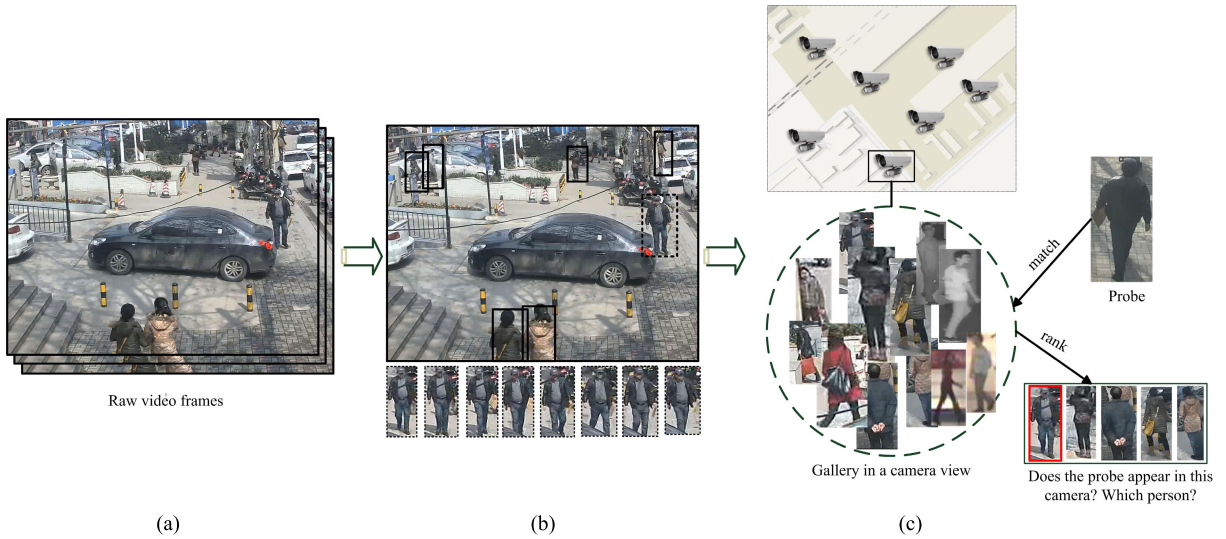 match
Probe
rank
Raw video frames
Gallery in a camera view
Does the probe appear in this
camera? Which person?
(a)
(b)
(c)